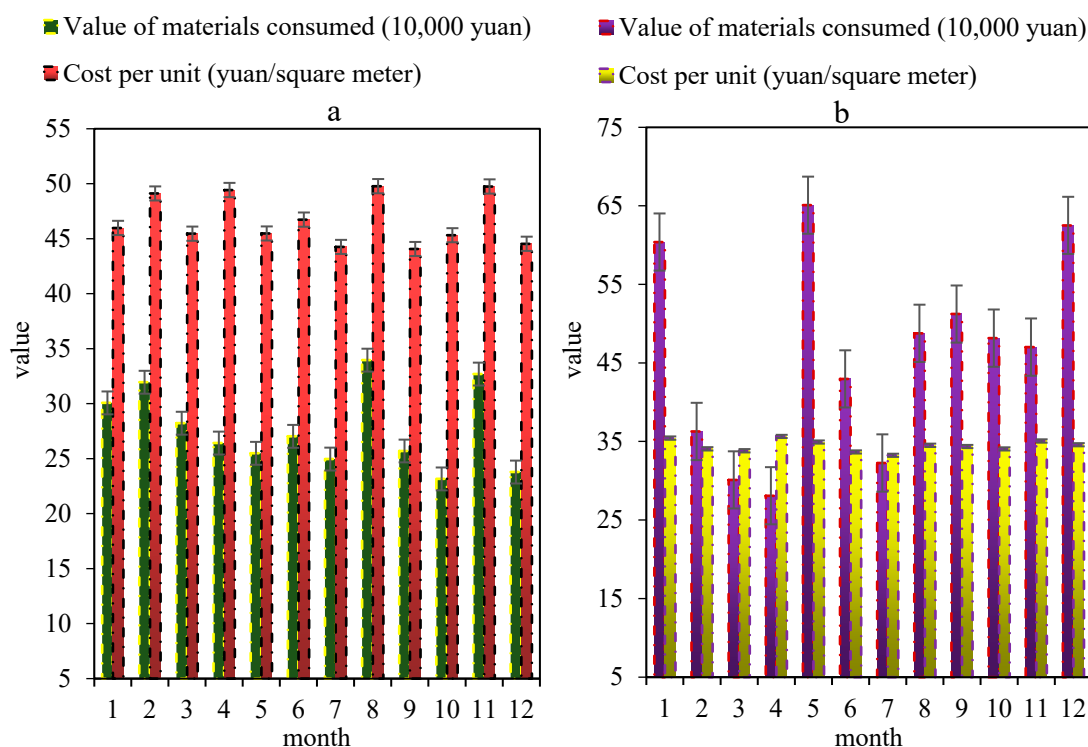 Value of materials consumed (10,000 yuan)
Cost per unit (yuan/square meter)
a
55
50
45
40
35
30
25
20
15
10
5
value
1 2 3 4 5 6 7 8 9 10 11 12
month
Value of materials consumed (10,000 yuan)
Cost per unit (yuan/square meter)
b
75
65
55
45
35
25
15
5
value
1 2 3 4 5 6 7 8 9 10 11 12
month